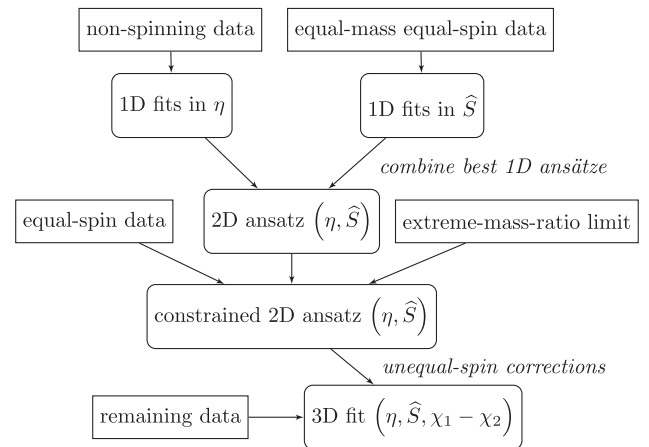 non-spinning data
equal-mass equal-spin data
1D fits in η
1D fits in Ŝ
combine best 1D ansätze
equal-spin data
2D ansatz (η, Ŝ)
extreme-mass-ratio limit
constrained 2D ansatz (η, Ŝ)
unequal-spin corrections
remaining data
3D fit (η, Ŝ, χ₁ − χ₂)